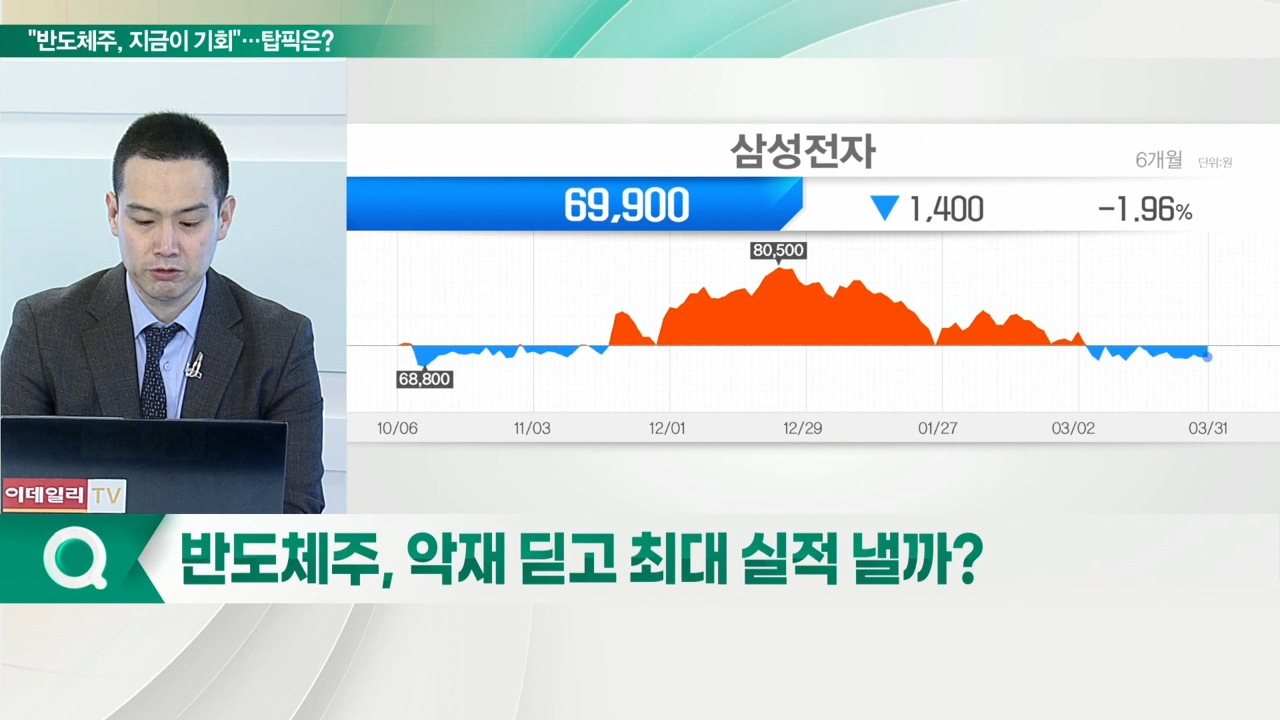 "반도체주, 지금이 기회"…탑픽은?
삼성전자
6개월 단위:원
69,900 ▼ 1,400 -1.96%
80,500
68,800
10/06 11/03 12/01 12/29 01/27 03/02 03/31
이데일리 TV
Q 반도체주, 악재 딛고 최대 실적 낼까?